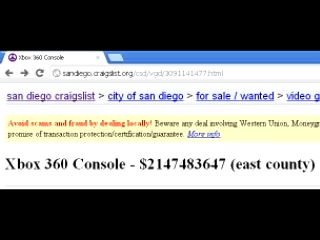 Xbox 360 Console
sandiego.craigslist.org/csd/vgd/3091141477.html
san diego craigslist > city of san diego > for sale / wanted > video g
Avoid scams and fraud by dealing locally! Beware any deal involving Western Union, Moneygr
promise of transaction protection/certification/guarantee. More info
Xbox 360 Console - $2147483647 (east county)